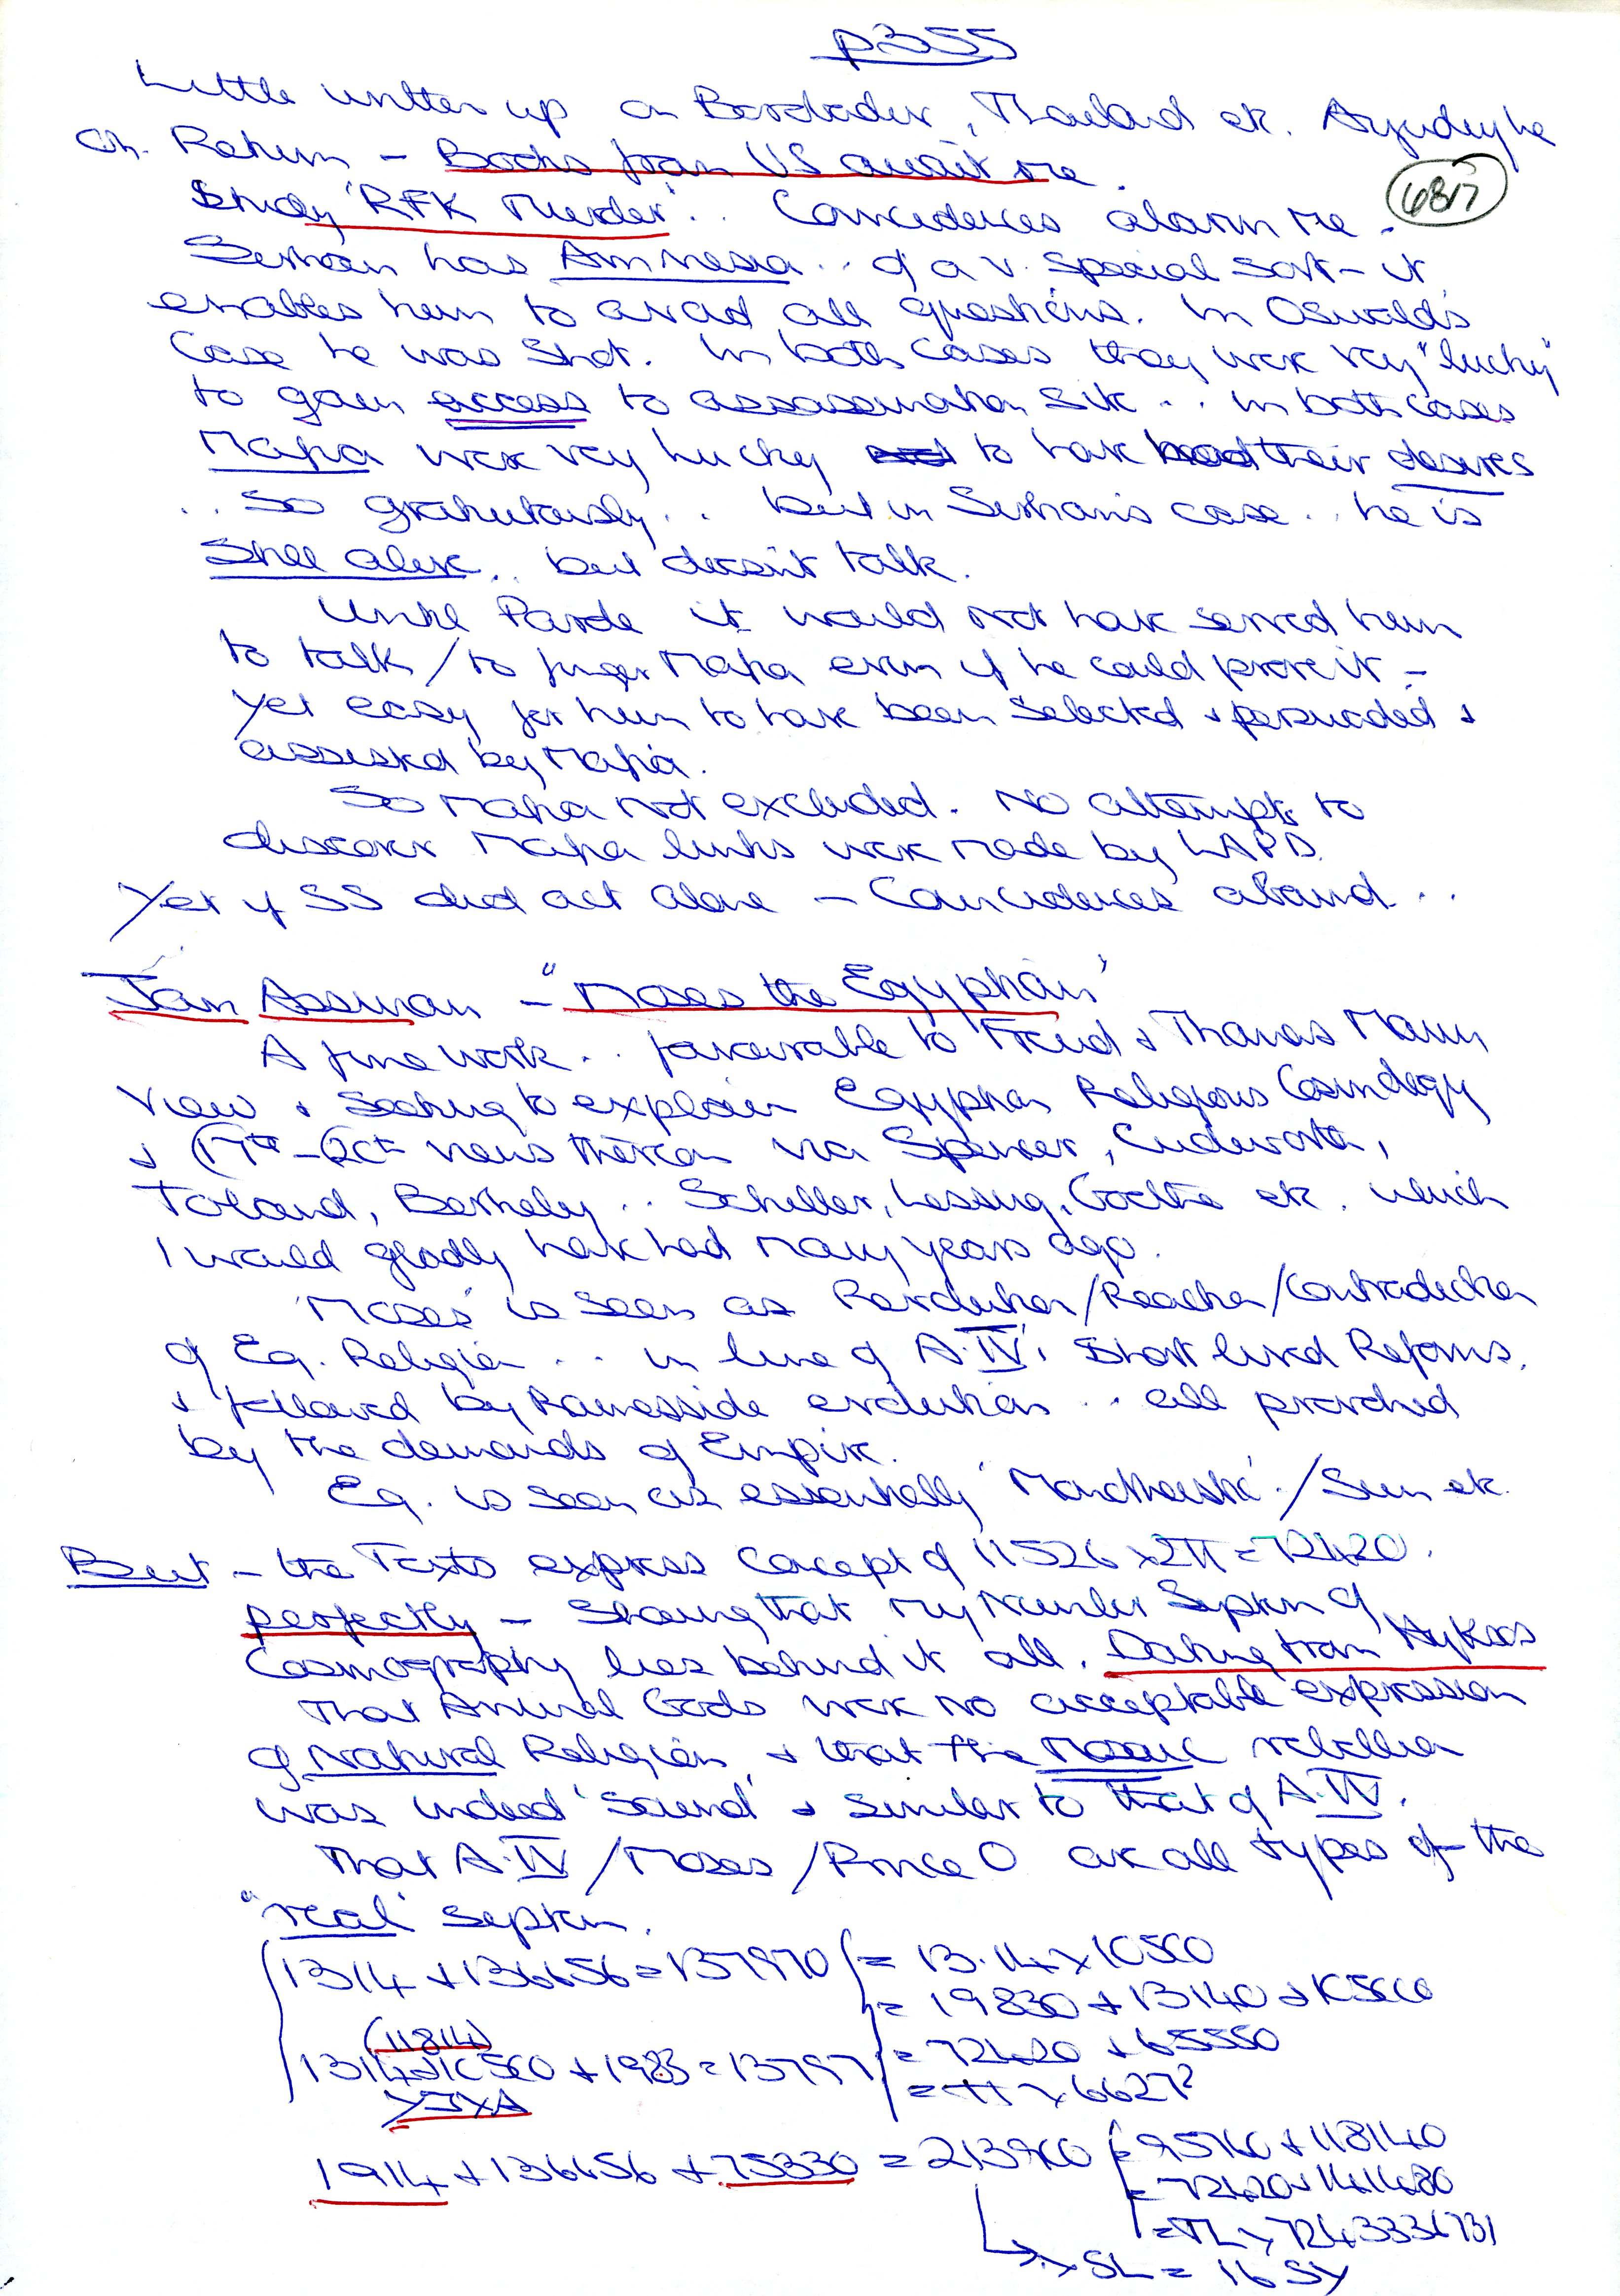 p355
Little written up on Borobadur, Thailand etc. Ayudhya
On Return - Books from US await me.
6817
Study 'RFK Murder'.. Coincidences alarm me.
Sirhan has Amnesia.. of a v. special sort - it
enables him to avoid all questions. In Oswald's
Case he was shot. In both cases they were very "lucky"
to gain access to assassination site... in both cases
Mafia were very lucky to have their desires
.. so gratuitously.. but in Sirhan's case.. he is
still alive.. but doesn't talk.
Until Parole it would not have served him
to talk / to finger Mafia even if he could prove it -
Yet easy for him to have been selected + persuaded +
assisted by Mafia.
So Mafia not excluded. No attempts to
discover Mafia links were made by LAPD.
Yet if SS did act alone - Coincidences abound...
Jan Assman - "Moses the Egyptian"
A fine work... favourable to Freud + Thomas Mann
View + seeking to explain Egyptian Religious Cosmology
+ (17th - 20th views thereon via Spencer, Cudworth,
Toland, Berkeley.. Schiller, Lessing, Goethe etc. which
I would gladly have had many years ago.
'Moses' is seen as Revolution/Reaction/Contradiction
of Eg. Religion... in line of A.IV's Short lived Reforms.
+ followed by Ramesside evolution... all provoked
by the demands of Empire.
Eg. is seen as essentially 'Monotheistic'./Sun etc.
But - the Texts express concept of 11526 x 2π = 72420.
perfectly - showing that my Number System of
Cosmography lies behind it all. Dating from Hyksos
That Animal Gods were no acceptable expression
of Natural Religion, + that the Mosaic rebellion
was indeed 'Sound' + similar to that of A.IV.
That A.IV / Moses / Prince O are all types of the
"real" system.
1314 + 136656 = 137970 = 13.14 x 10500
= 19830 + 13140 + 105000
(11814)
1314 + 10500 + 1983 = 13797 = 72420 + 65550
= π x 6627²
YJXA
1914 + 136656 + 75330 = 213900 = 95760 + 118140
= 72420 + 141480
= TL x 7243336731
→ x SL = 16 SY